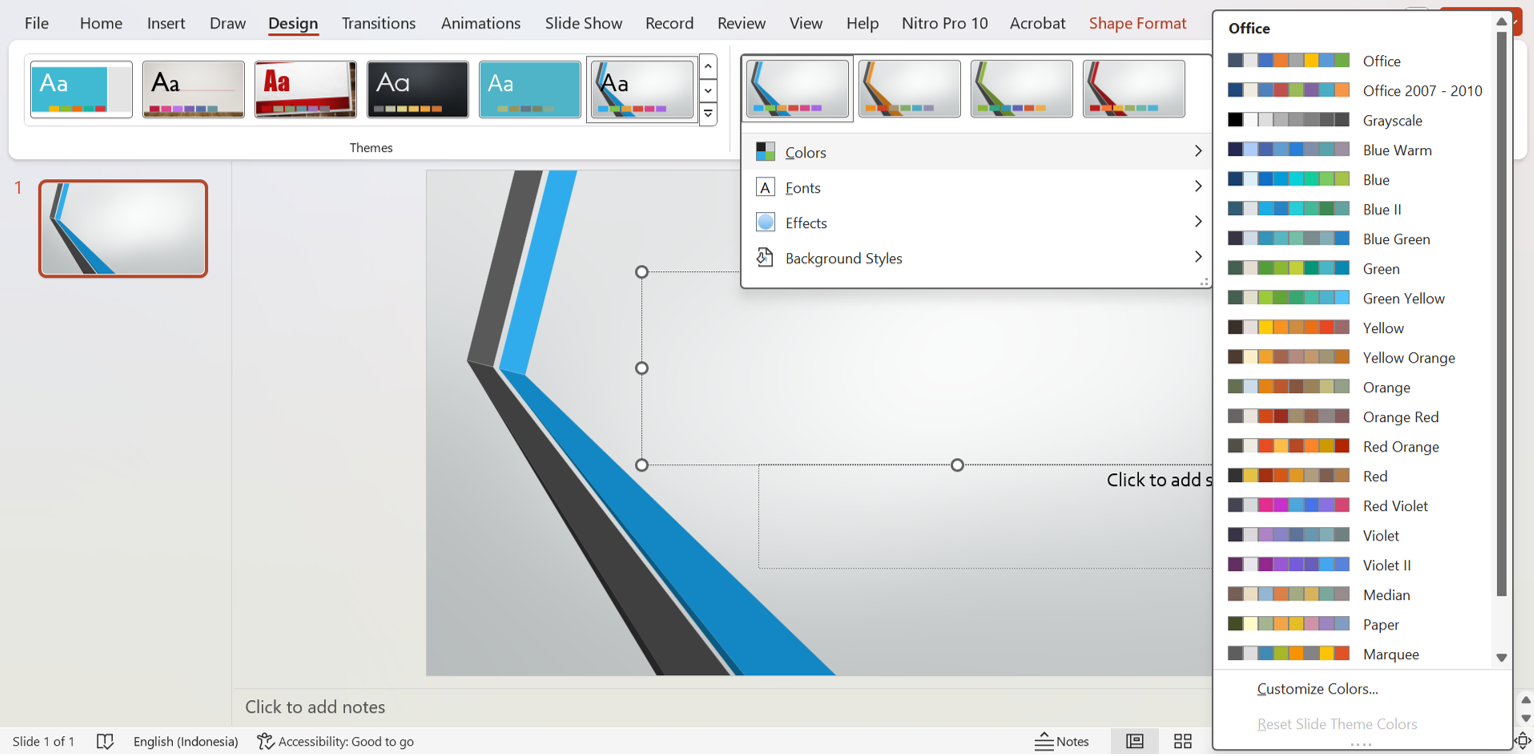 File Home Insert Draw Design Transitions Animations Slide Show Record Review View Help Nitro Pro 10 Acrobat Shape Format
Aa Aa Aa Aa Aa Aa
Themes
1
Colors
Fonts
A
Effects
Background Styles
Click to add s
Click to add notes
Office
Office
Office 2007 - 2010
Grayscale
Blue Warm
Blue
Blue II
Blue Green
Green
Green Yellow
Yellow
Yellow Orange
Orange
Orange Red
Red Orange
Red
Red Violet
Violet
Violet II
Median
Paper
Marquee
Customize Colors...
Reset Slide Theme Colors
Slide 1 of 1 English (Indonesia) Accessibility: Good to go Notes